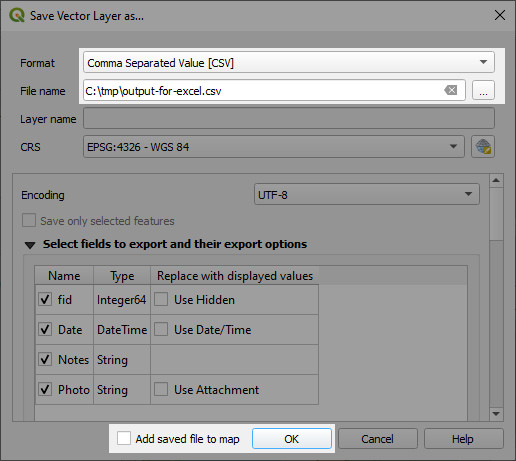 Save Vector Layer as...
Format Comma Separated Value [CSV]
File name C:\tmp\output-for-excel.csv ...
Layer name
CRS EPSG:4326 - WGS 84
Encoding UTF-8
Save only selected features
Select fields to export and their export options
Name Type Replace with displayed values
fid Integer64 Use Hidden
Date DateTime Use Date/Time
Notes String
Photo String Use Attachment
Add saved file to map OK Cancel Help